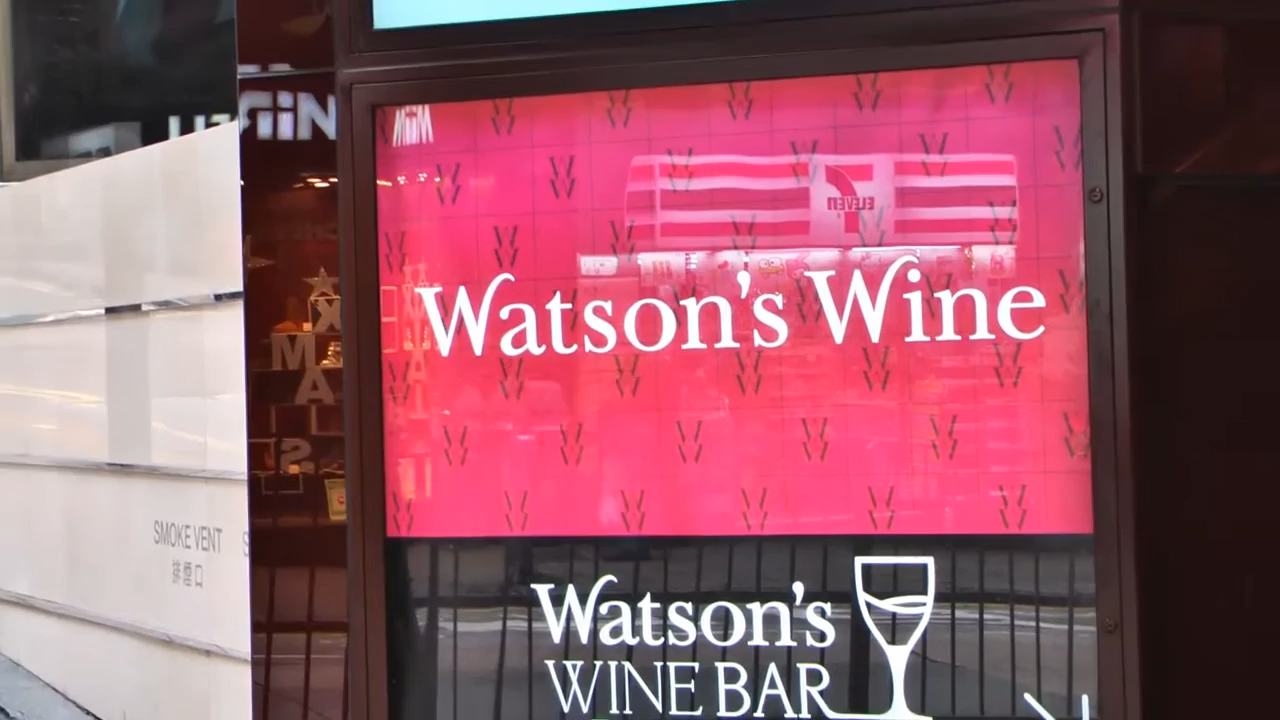 ELEVEN
Watson's Wine
SMOKE VENT
排煙口
Watson's
WINE BAR